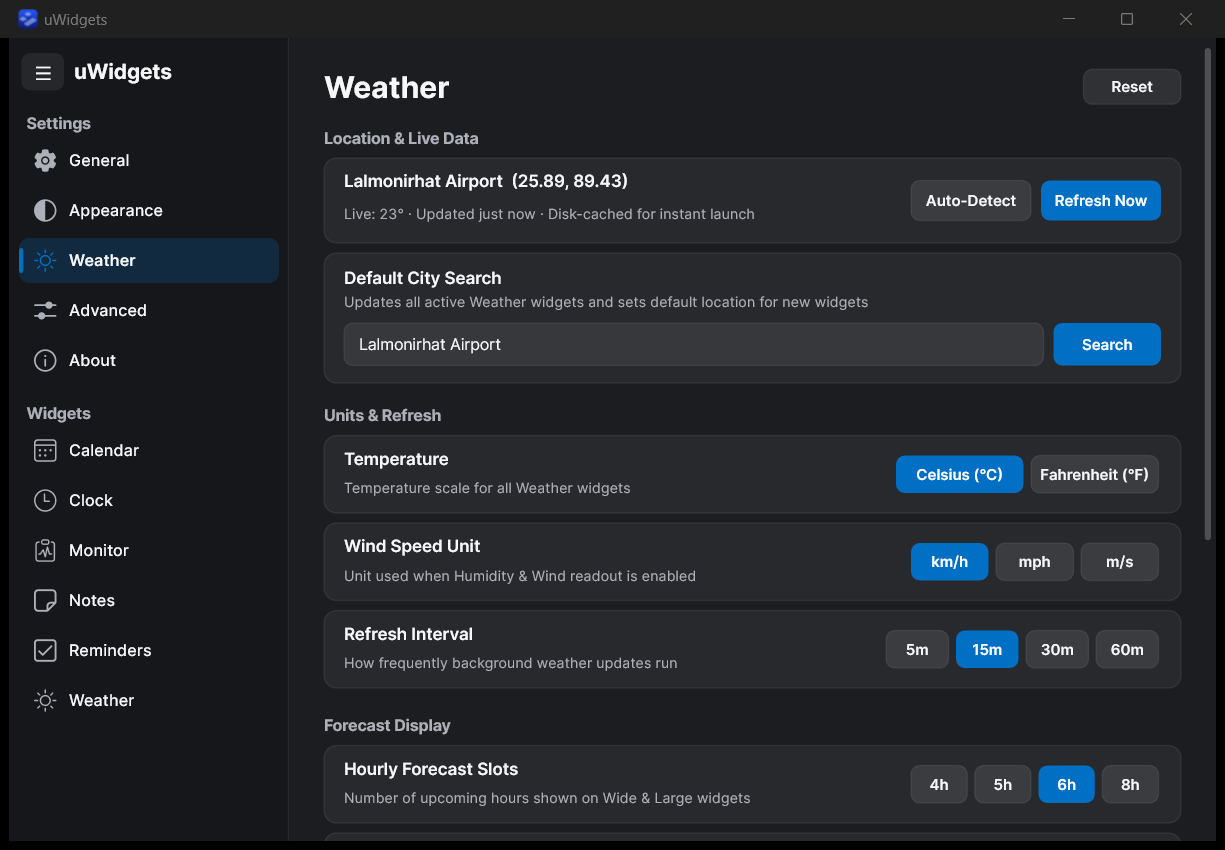 uWidgets
uWidgets
Settings
General
Appearance
Weather
Advanced
About
Widgets
Calendar
Clock
Monitor
Notes
Reminders
Weather
Weather
Reset
Location & Live Data
Lalmonirhat Airport (25.89, 89.43)
Live: 23° · Updated just now · Disk-cached for instant launch
Auto-Detect
Refresh Now
Default City Search
Updates all active Weather widgets and sets default location for new widgets
Lalmonirhat Airport
Search
Units & Refresh
Temperature
Temperature scale for all Weather widgets
Celsius (°C)
Fahrenheit (°F)
Wind Speed Unit
Unit used when Humidity & Wind readout is enabled
km/h
mph
m/s
Refresh Interval
How frequently background weather updates run
5m
15m
30m
60m
Forecast Display
Hourly Forecast Slots
Number of upcoming hours shown on Wide & Large widgets
4h
5h
6h
8h